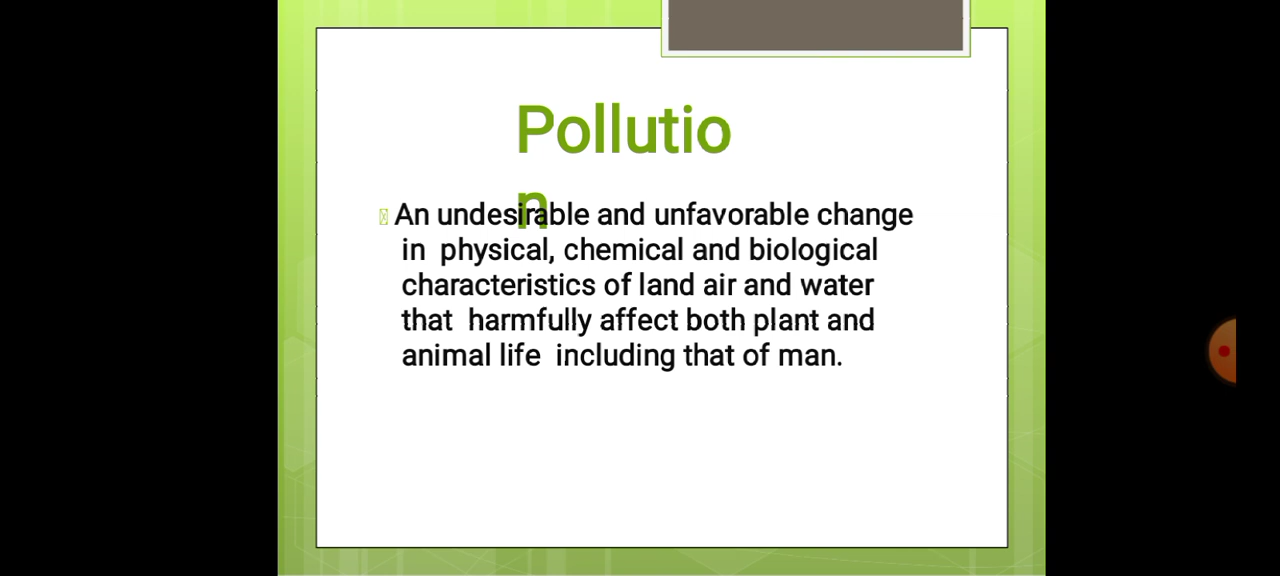 Pollutio
n
An undesirable and unfavorable change
in physical, chemical and biological
characteristics of land air and water
that harmfully affect both plant and
animal life including that of man.